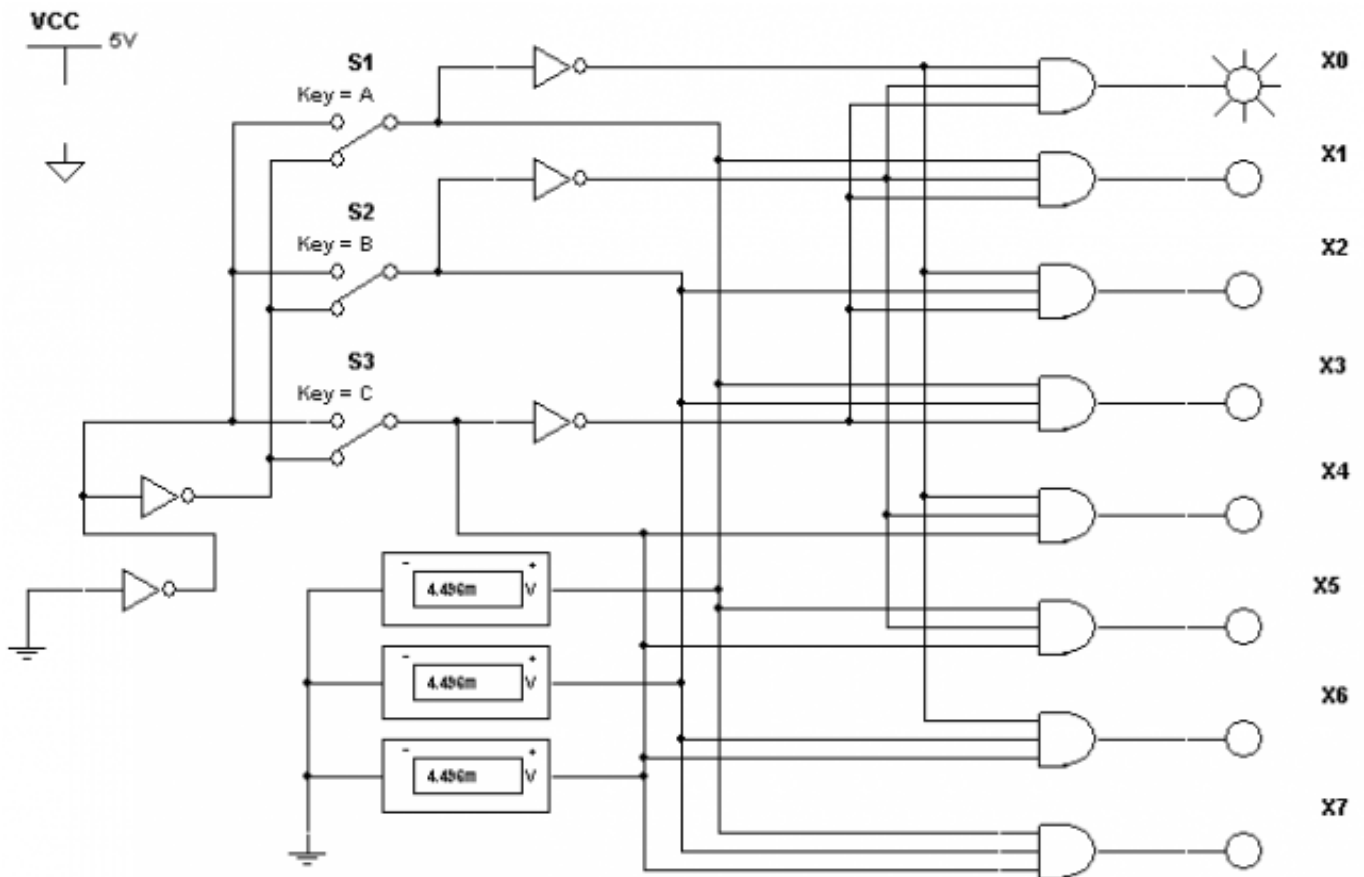 VCC
5V
S1
Key = A
S2
Key = B
S3
Key = C
- +
4.496m V
- +
4.496m V
- +
4.496m V
X0
X1
X2
X3
X4
X5
X6
X7